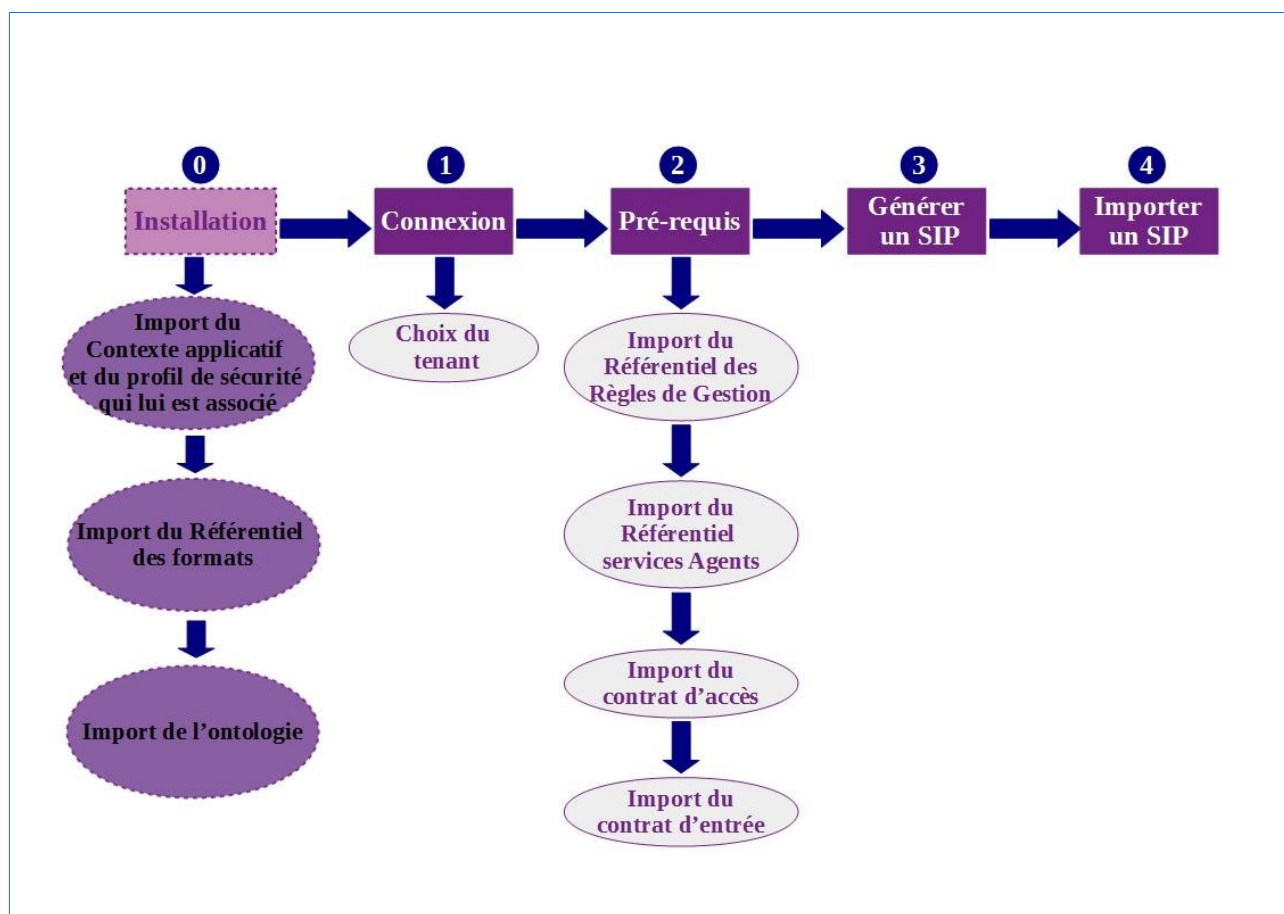 0
1
2
3
4
Installation
Connexion
Pré-requis
Générer
un SIP
Importer
un SIP
Import du
Contexte applicatif
et du profil de sécurité
qui lui est associé
Import du Référentiel
des formats
Import de l’ontologie
Choix du
tenant
Import du
Référentiel des
Règles de Gestion
Import du
Référentiel
services Agents
Import du
contrat d’accès
Import du
contrat d’entrée